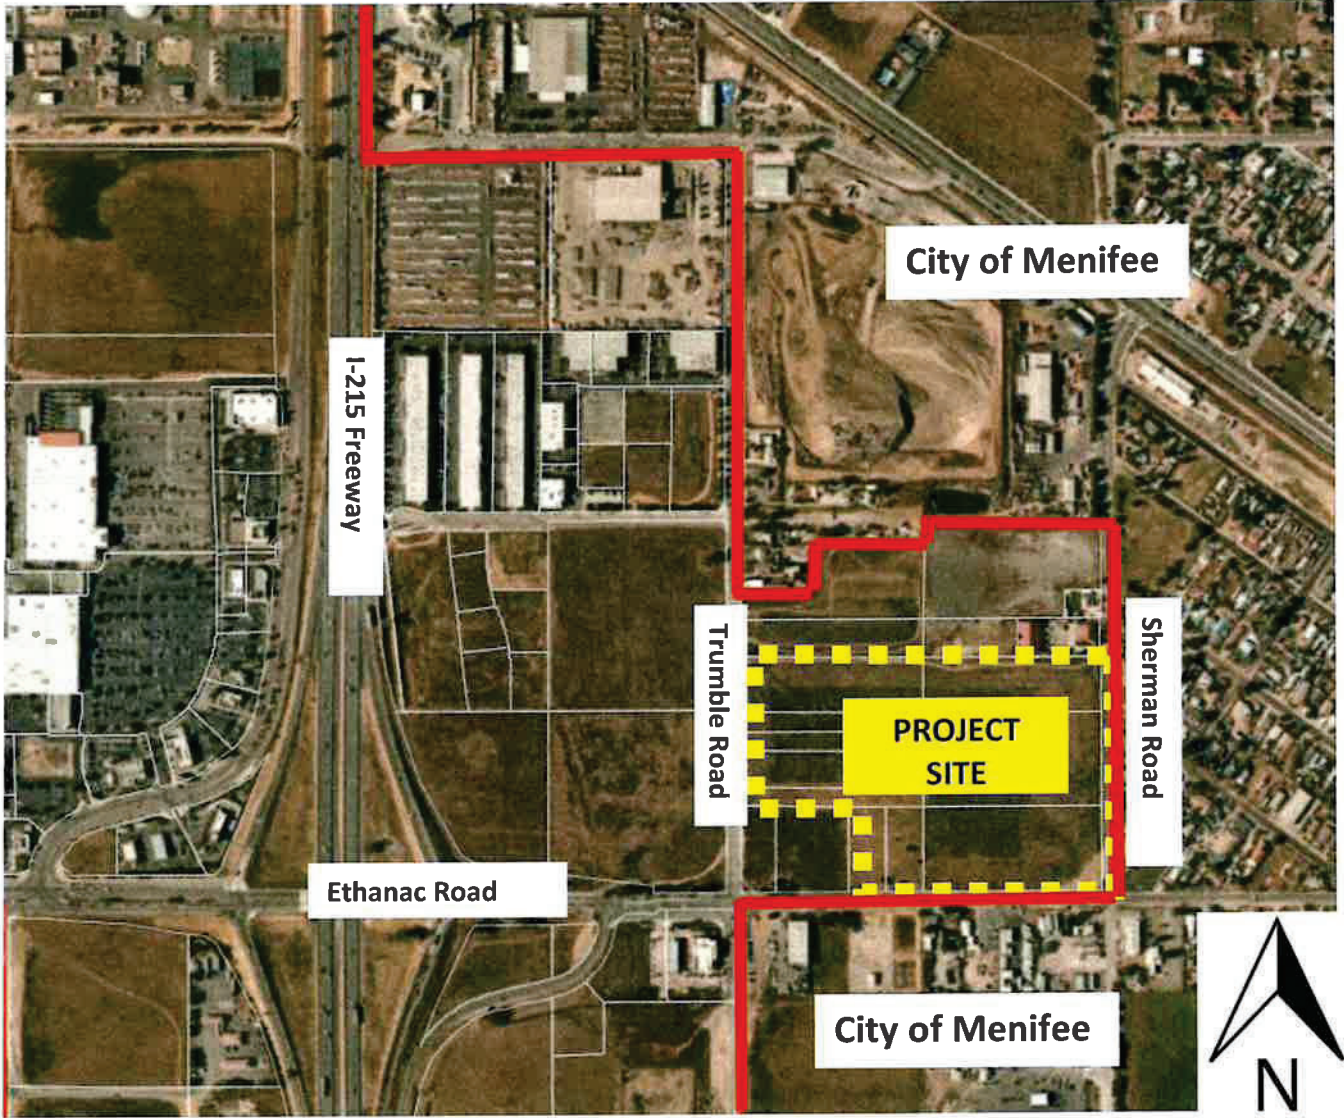 City of Menifee
I-215 Freeway
Trumble Road
Sherman Road
PROJECT
SITE
Ethanac Road
City of Menifee
N